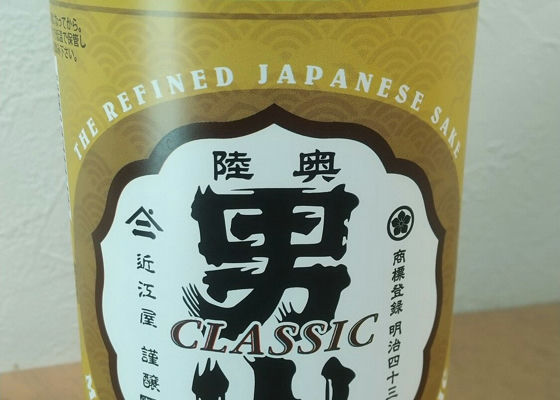 THE REFINED JAPANESE SAKE
陸奥
男山
CLASSIC
商標登録 明治四十三
近江屋 謹醸